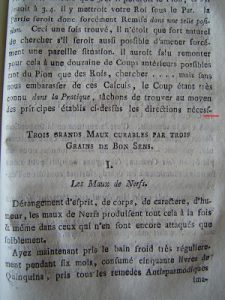 vault à 3.4. il y mettroit votre Roi sous le Par. la
Partie seroit donc forcément Remise dans une telle posi-
tion. Ceci une fois trouvé, il n'étoit que fort naturel
de chercher s'il seroit aussi possible d'amener forcé-
ment une pareille situation. Il auroit falu remonter
pour cela à une douzaine de Coups antérieurs possibles
tant du Pion que des Rois, chercher .... mais sans
nous embarasser de ces Calculs, le Coup étant très
connu dans la Pratique, tâchons de trouver au moyen
des principes établis ci-dessus les directions néces-
TROIS GRANDS MAUX CURABLES PAR TROIS
GRAINS DE BON SENS.
I.
Les Maux de Nerfs.
Dérangement d'esprit, de corps, de caractère, d'hu-
meur, les maux de Nerfs produisent tout cela à la fois
& même dans ceux qui n'en sont encore attaqués que
foiblement.
Ayez maintenant pris le bain froid très régulière-
ment pendant six mois, consumé cinquante livres de
Quinquina, pris tous les remèdes Antispasmodiques